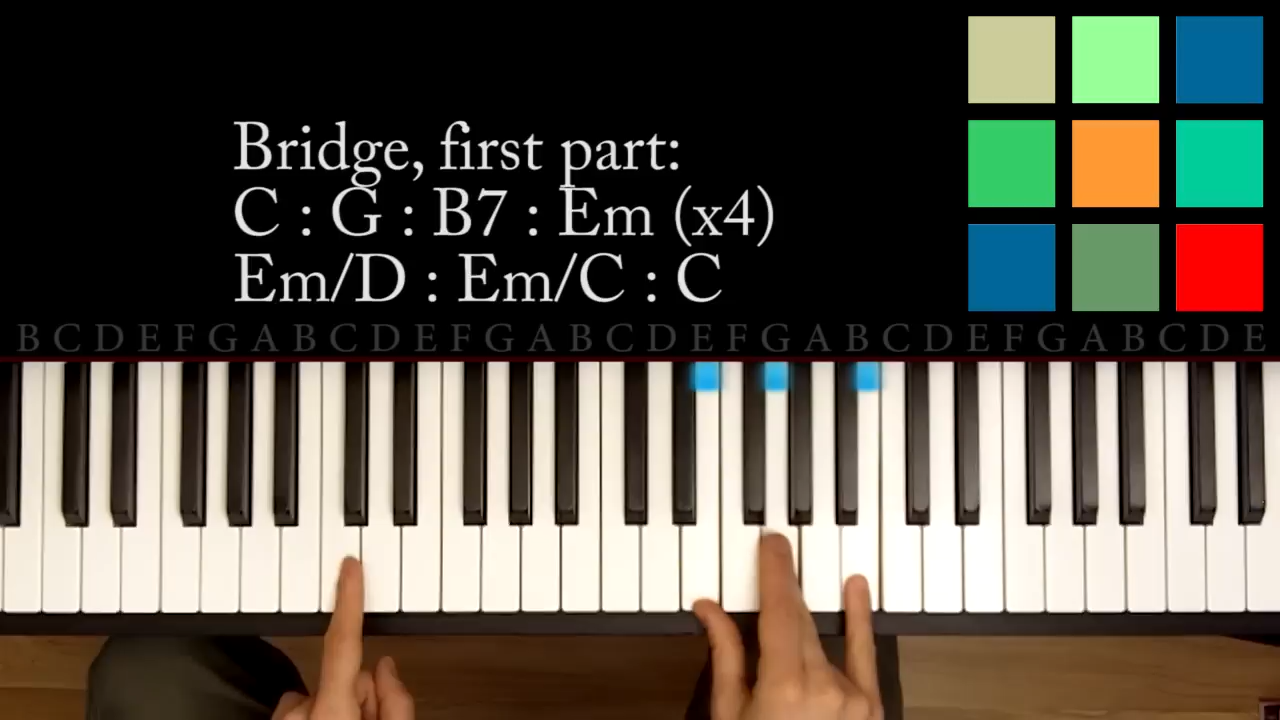 Bridge, first part:
C : G : B7 : Em (x4)
Em/D : Em/C : C
B C D E F G A B C D E F G A B C D E F G A B C D E F G A B C D E